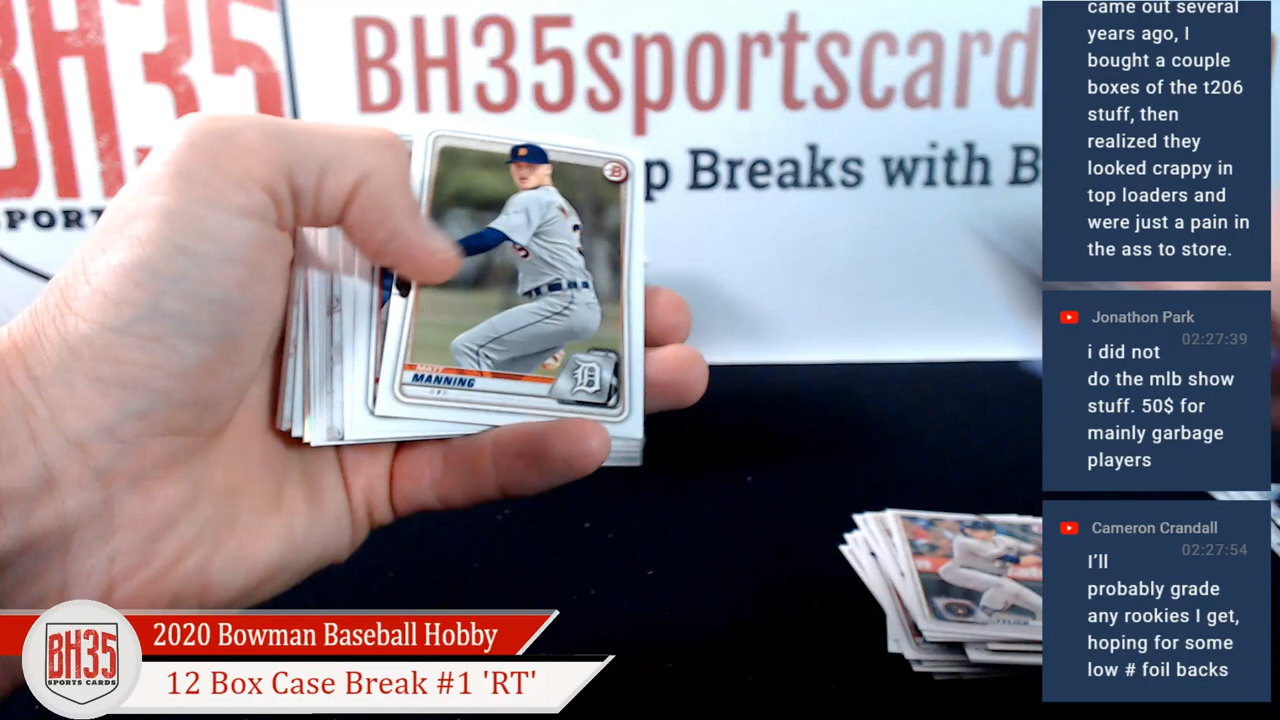 BH35
SPORT
BH35sportscard
p Breaks with B
B
MATT
MANNING
D
came out several
years ago, I
bought a couple
boxes of the t206
stuff, then
realized they
looked crappy in
top loaders and
were just a pain in
the ass to store.
Jonathon Park
02:27:39
i did not
do the mlb show
stuff. 50$ for
mainly garbage
players
Cameron Crandall
02:27:54
I'll
probably grade
any rookies I get,
hoping for some
low # foil backs
BH35
SPORTS CARDS
2020 Bowman Baseball Hobby
12 Box Case Break #1 'RT'